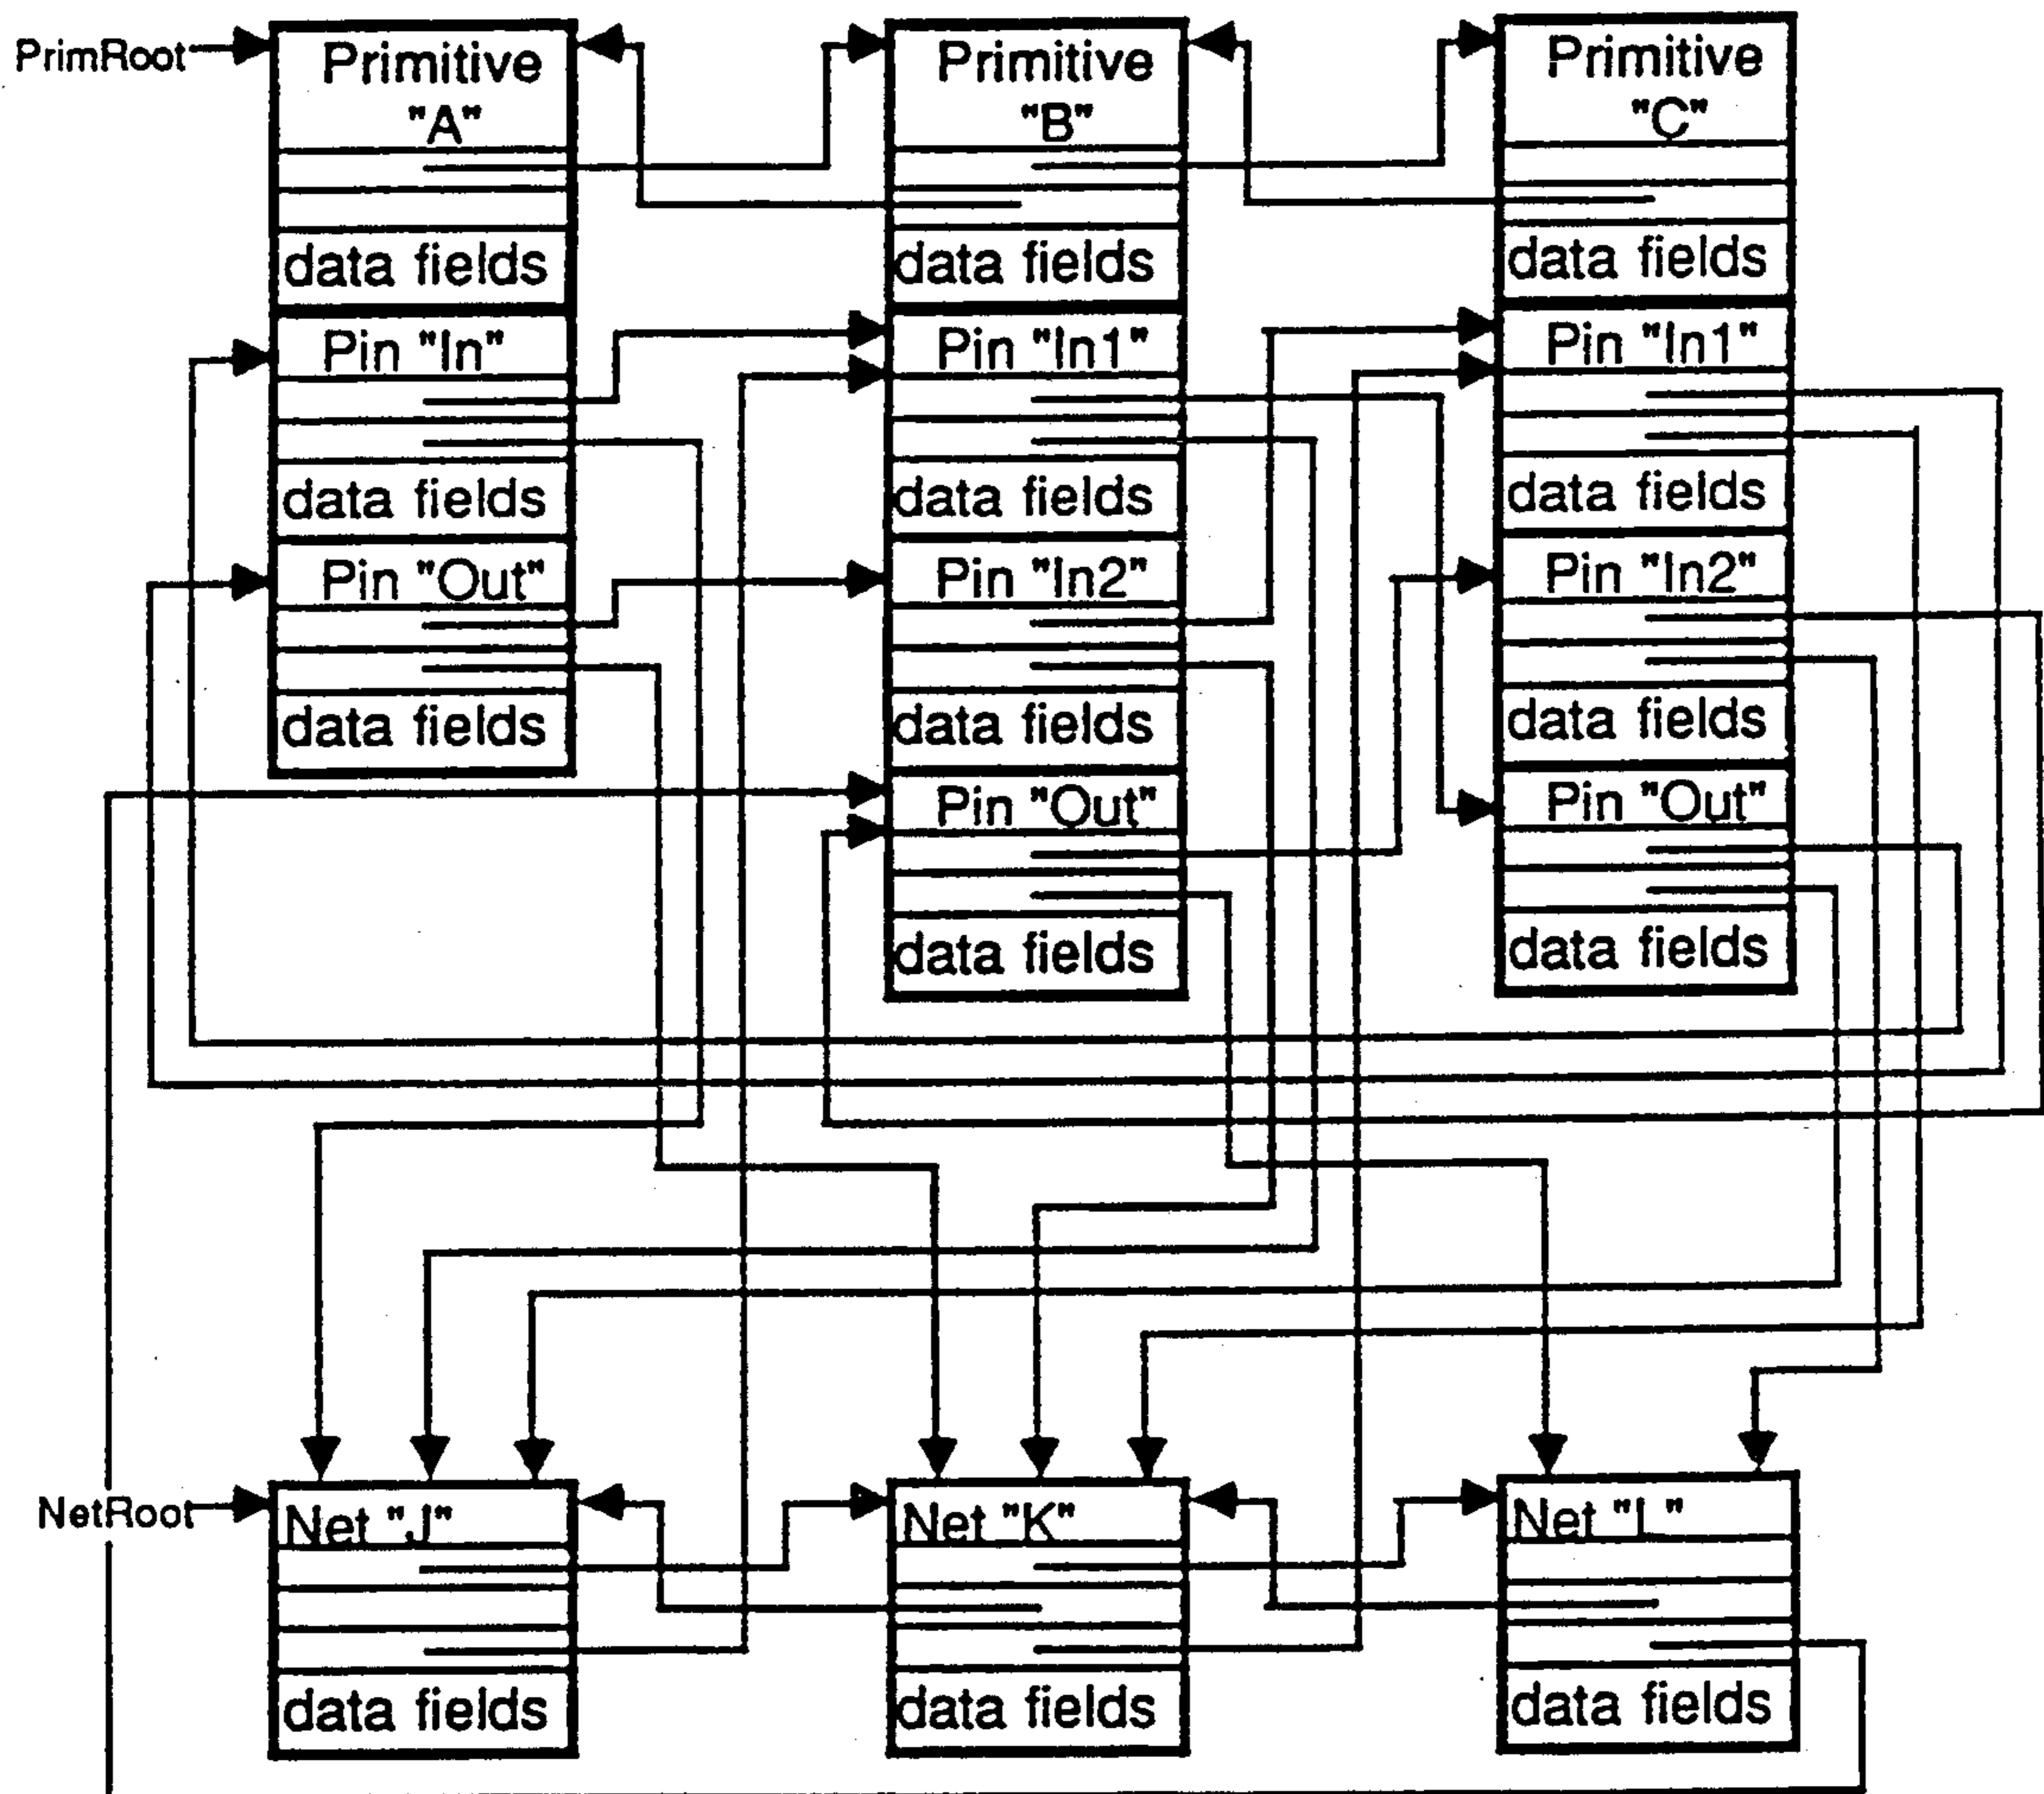 PrimRoot
Primitive
"A"
data fields
Pin "In"
data fields
Pin "Out"
data fields
Primitive
"B"
data fields
Pin "In1"
data fields
Pin "In2"
data fields
Pin "Out"
data fields
Primitive
"C"
data fields
Pin "In1"
data fields
Pin "In2"
data fields
Pin "Out"
data fields
NetRoot
Net "J"
data fields
Net "K"
data fields
Net "L"
data fields